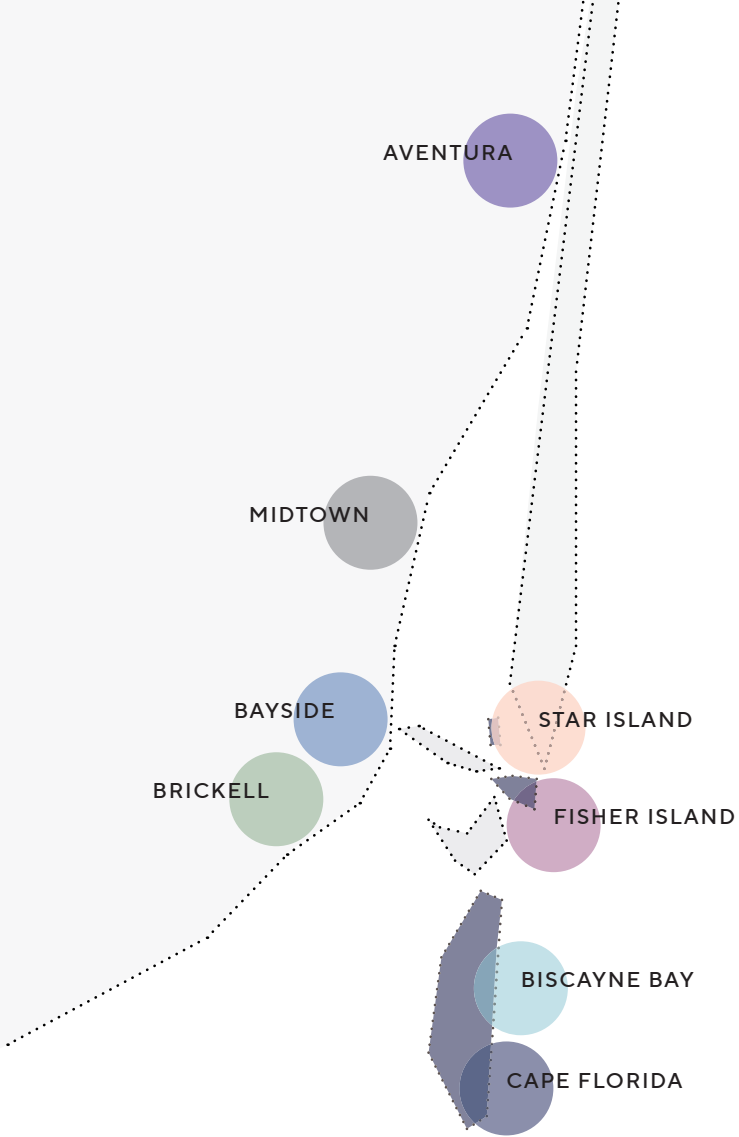 AVENTURA
MIDTOWN
BAYSIDE
STAR ISLAND
BRICKELL
FISHER ISLAND
BISCAYNE BAY
CAPE FLORIDA